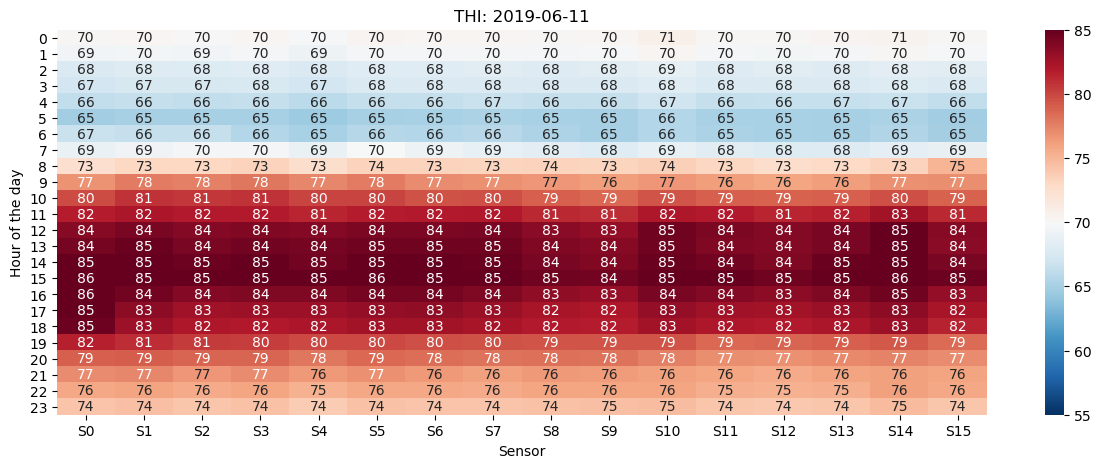 THI: 2019-06-11
Hour of the day
0 70 70 70 70 70 70 70 70 70 70 71 70 70 70 71 70
1 69 70 69 70 69 70 70 70 70 70 70 70 70 70 70 70
2 68 68 68 68 68 68 68 68 68 68 69 68 68 68 68 68
3 67 67 67 68 67 68 68 68 68 68 68 68 68 68 68 68
4 66 66 66 66 66 66 66 67 66 66 67 66 66 67 67 66
5 65 65 65 65 65 65 65 65 65 65 66 65 65 65 65 65
6 67 66 66 66 65 66 66 66 65 65 66 65 65 65 65 65
7 69 69 70 70 69 70 69 69 68 68 69 68 68 68 69 69
8 73 73 73 73 73 74 73 74 73 73 74 73 73 73 73 75
9 77 78 78 78 77 78 77 77 77 76 77 76 76 76 77 77
10 80 81 81 81 80 80 80 80 79 79 79 79 79 79 80 79
11 82 82 82 82 81 82 82 82 81 81 82 82 81 82 83 81
12 84 84 84 84 84 84 84 84 83 83 85 84 84 84 85 84
13 84 85 84 85 84 85 85 85 84 84 85 84 84 84 85 84
14 85 85 85 85 85 85 85 85 84 84 85 85 84 85 85 84
15 86 85 85 85 85 86 85 85 85 84 85 85 85 85 86 85
16 86 84 84 84 84 84 84 84 83 83 84 84 83 84 85 83
17 85 83 83 83 83 83 83 83 82 82 83 83 83 83 84 82
18 85 83 82 82 82 83 83 82 82 82 83 82 82 82 83 82
19 82 81 81 80 80 80 80 80 79 79 79 79 79 79 79 79
20 79 79 79 79 78 79 78 78 78 78 78 77 77 77 77 77
21 77 77 77 77 76 77 76 76 76 76 76 76 76 76 76 76
22 76 76 76 76 75 76 76 76 76 76 76 75 75 75 76 76
23 74 74 74 74 74 74 74 74 74 75 75 74 74 74 75 74
S0 S1 S2 S3 S4 S5 S6 S7 S8 S9 S10 S11 S12 S13 S14 S15
Sensor
85
80
75
70
65
60
55